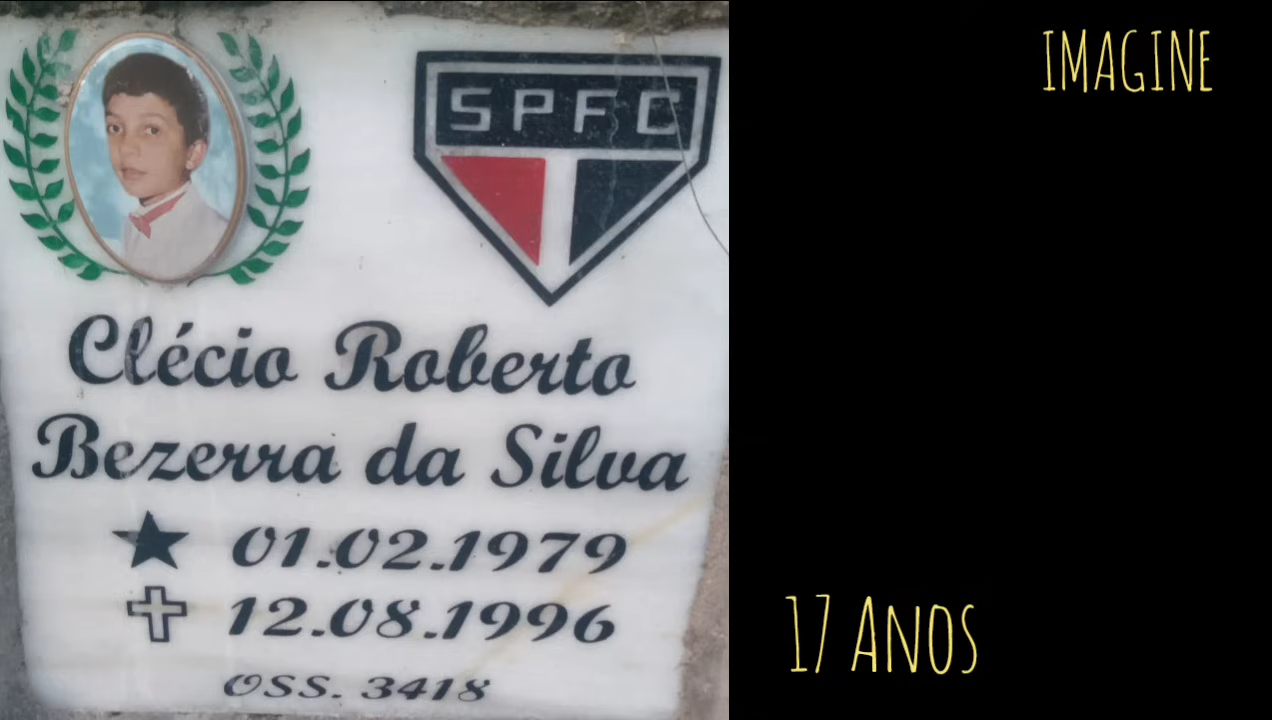 SPFC
Clécio Roberto
Bezerra da Silva
01.02.1979
12.08.1996
OSS. 3418
IMAGINE
17 ANOS